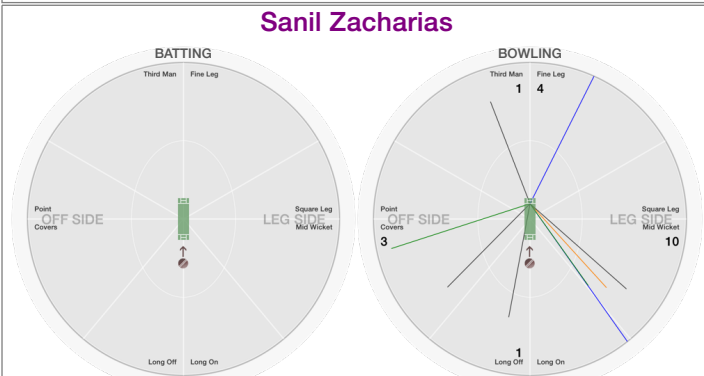 Sanil Zacharias
BATTING
Third Man
Fine Leg
Point
OFF SIDE
Covers
Square Leg
LEG SIDE
Mid Wicket
Long Off
Long On
BOWLING
Third Man
Fine Leg
1
4
Point
OFF SIDE
Covers
3
Square Leg
LEG SIDE
Mid Wicket
10
1
Long Off
Long On